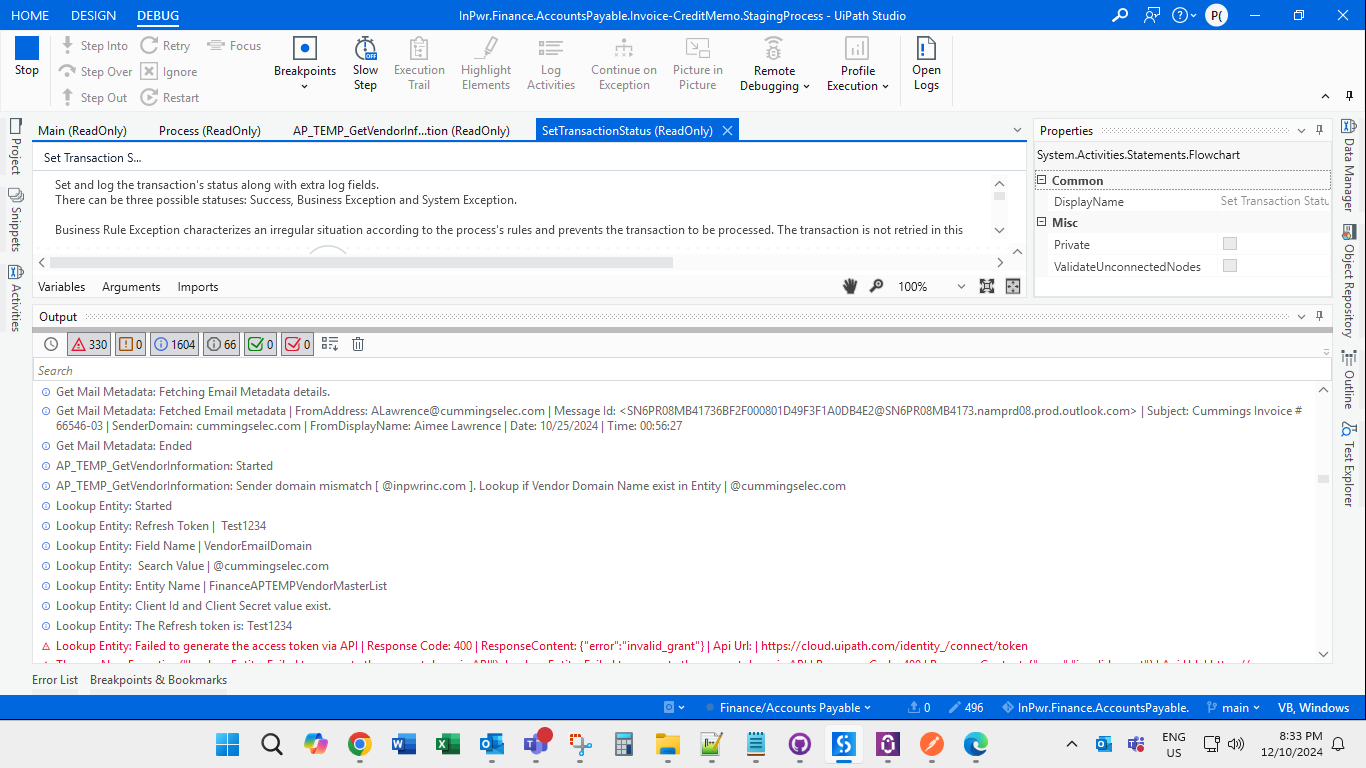 HOME DESIGN DEBUG InPwr.Finance.AccountsPayable.Invoice-CreditMemo.StagingProcess - UiPath Studio P(
Stop
Step Into Retry Focus
Step Over Ignore
Step Out Restart
Breakpoints
Slow Step
OFF
Execution Trail
Highlight Elements
Log Activities
Continue on Exception
Picture in Picture
Remote Debugging
Profile Execution
Open Logs
Main (ReadOnly) Process (ReadOnly) AP_TEMP_GetVendorInf...tion (ReadOnly) SetTransactionStatus (ReadOnly)
Set Transaction S...
Set and log the transaction's status along with extra log fields.
There can be three possible statuses: Success, Business Exception and System Exception.
Business Rule Exception characterizes an irregular situation according to the process's rules and prevents the transaction to be processed. The transaction is not retried in this
Variables Arguments Imports 100%
Project
Snippets
Activities
Properties
System.Activities.Statements.Flowchart
Common
DisplayName Set Transaction Statu
Misc
Private
ValidateUnconnectedNodes
Data Manager
Object Repository
Outline
Test Explorer
Output
330 0 1604 66 0 0
Search
Get Mail Metadata: Fetching Email Metadata details.
Get Mail Metadata: Fetched Email metadata | FromAddress: ALawrence@cummingselec.com | Message Id: <SN6PR08MB41736BF2F000801D49F3F1A0DB4E2@SN6PR08MB4173.namprd08.prod.outlook.com> | Subject: Cummings Invoice #
66546-03 | SenderDomain: cummingselec.com | FromDisplayName: Aimee Lawrence | Date: 10/25/2024 | Time: 00:56:27
Get Mail Metadata: Ended
AP_TEMP_GetVendorInformation: Started
AP_TEMP_GetVendorInformation: Sender domain mismatch [ @inpwrinc.com ]. Lookup if Vendor Domain Name exist in Entity | @cummingselec.com
Lookup Entity: Started
Lookup Entity: Refresh Token | Test1234
Lookup Entity: Field Name | VendorEmailDomain
Lookup Entity: Search Value | @cummingselec.com
Lookup Entity: Entity Name | FinanceAPTEMPVendorMasterList
Lookup Entity: Client Id and Client Secret value exist.
Lookup Entity: The Refresh token is: Test1234
Lookup Entity: Failed to generate the access token via API | Response Code: 400 | ResponseContent: {"error":"invalid_grant"} | Api Url: | https://cloud.uipath.com/identity_/connect/token
Error List Breakpoints & Bookmarks
Finance/Accounts Payable 0 496 InPwr.Finance.AccountsPayable. main VB, Windows
ENG
US
8:33 PM
12/10/2024